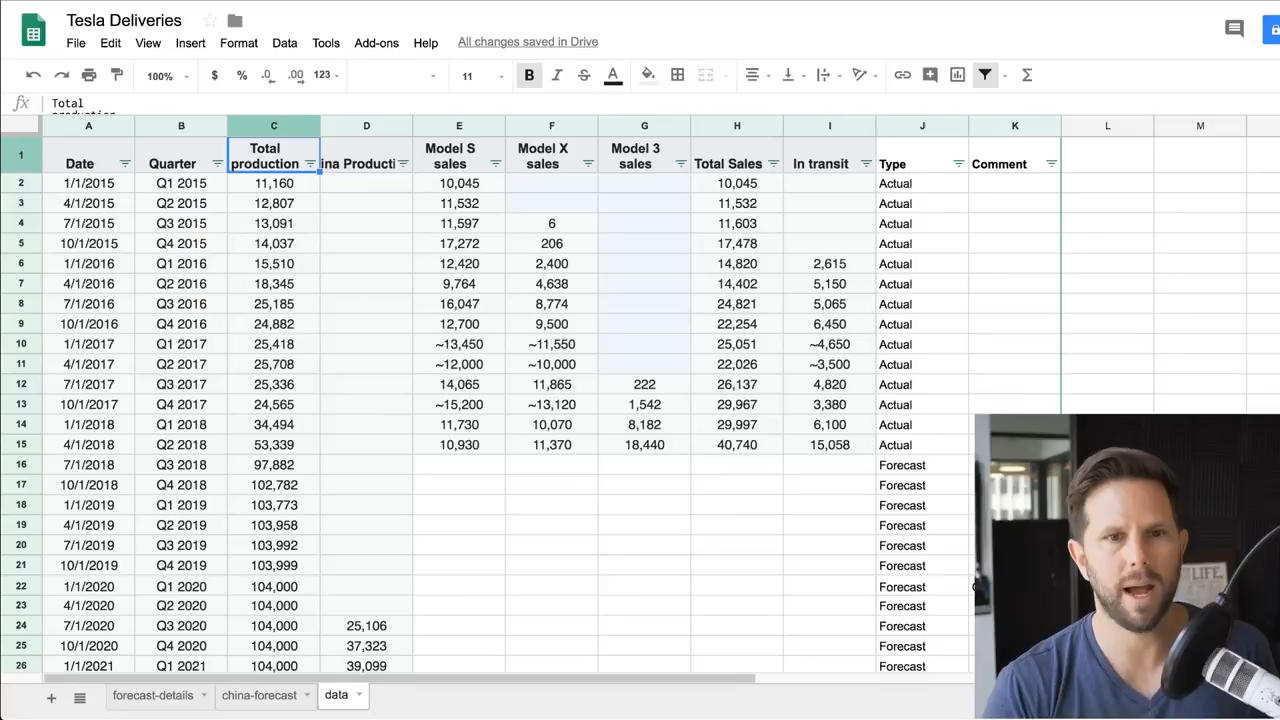 Tesla Deliveries
File Edit View Insert Format Data Tools Add-ons Help All changes saved in Drive
100% $ % .0 .00 123 11 B I S A Σ
fx Total
production
A B C D E F G H I J K L M
1 Date Quarter Total production ina Producti Model S sales Model X sales Model 3 sales Total Sales In transit Type Comment
2 1/1/2015 Q1 2015 11,160 10,045 10,045 Actual
3 4/1/2015 Q2 2015 12,807 11,532 11,532 Actual
4 7/1/2015 Q3 2015 13,091 11,597 6 11,603 Actual
5 10/1/2015 Q4 2015 14,037 17,272 206 17,478 Actual
6 1/1/2016 Q1 2016 15,510 12,420 2,400 14,820 2,615 Actual
7 4/1/2016 Q2 2016 18,345 9,764 4,638 14,402 5,150 Actual
8 7/1/2016 Q3 2016 25,185 16,047 8,774 24,821 5,065 Actual
9 10/1/2016 Q4 2016 24,882 12,700 9,500 22,254 6,450 Actual
10 1/1/2017 Q1 2017 25,418 ~13,450 ~11,550 25,051 ~4,650 Actual
11 4/1/2017 Q2 2017 25,708 ~12,000 ~10,000 22,026 ~3,500 Actual
12 7/1/2017 Q3 2017 25,336 14,065 11,865 222 26,137 4,820 Actual
13 10/1/2017 Q4 2017 24,565 ~15,200 ~13,120 1,542 29,967 3,380 Actual
14 1/1/2018 Q1 2018 34,494 11,730 10,070 8,182 29,997 6,100 Actual
15 4/1/2018 Q2 2018 53,339 10,930 11,370 18,440 40,740 15,058 Actual
16 7/1/2018 Q3 2018 97,882 Forecast
17 10/1/2018 Q4 2018 102,782 Forecast
18 1/1/2019 Q1 2019 103,773 Forecast
19 4/1/2019 Q2 2019 103,958 Forecast
20 7/1/2019 Q3 2019 103,992 Forecast
21 10/1/2019 Q4 2019 103,999 Forecast
22 1/1/2020 Q1 2020 104,000 Forecast
23 4/1/2020 Q2 2020 104,000 Forecast
24 7/1/2020 Q3 2020 104,000 25,106 Forecast
25 10/1/2020 Q4 2020 104,000 37,323 Forecast
26 1/1/2021 Q1 2021 104,000 39,099 Forecast
LIFE
forecast-details china-forecast data